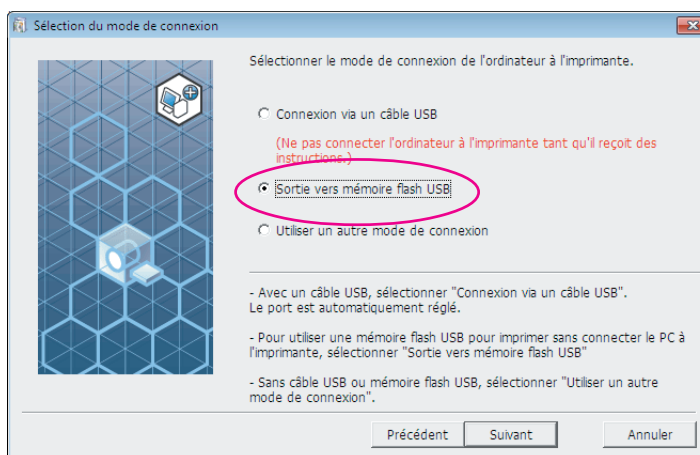 Sélection du mode de connexion
Sélectionner le mode de connexion de l'ordinateur à l'imprimante.
Connexion via un câble USB
(Ne pas connecter l'ordinateur à l'imprimante tant qu'il reçoit des
instructions.)
Sortie vers mémoire flash USB
Utiliser un autre mode de connexion
- Avec un câble USB, sélectionner "Connexion via un câble USB".
Le port est automatiquement réglé.
- Pour utiliser une mémoire flash USB pour imprimer sans connecter le PC à
l'imprimante, sélectionner "Sortie vers mémoire flash USB"
- Sans câble USB ou mémoire flash USB, sélectionner "Utiliser un autre
mode de connexion".
Précédent Suivant Annuler